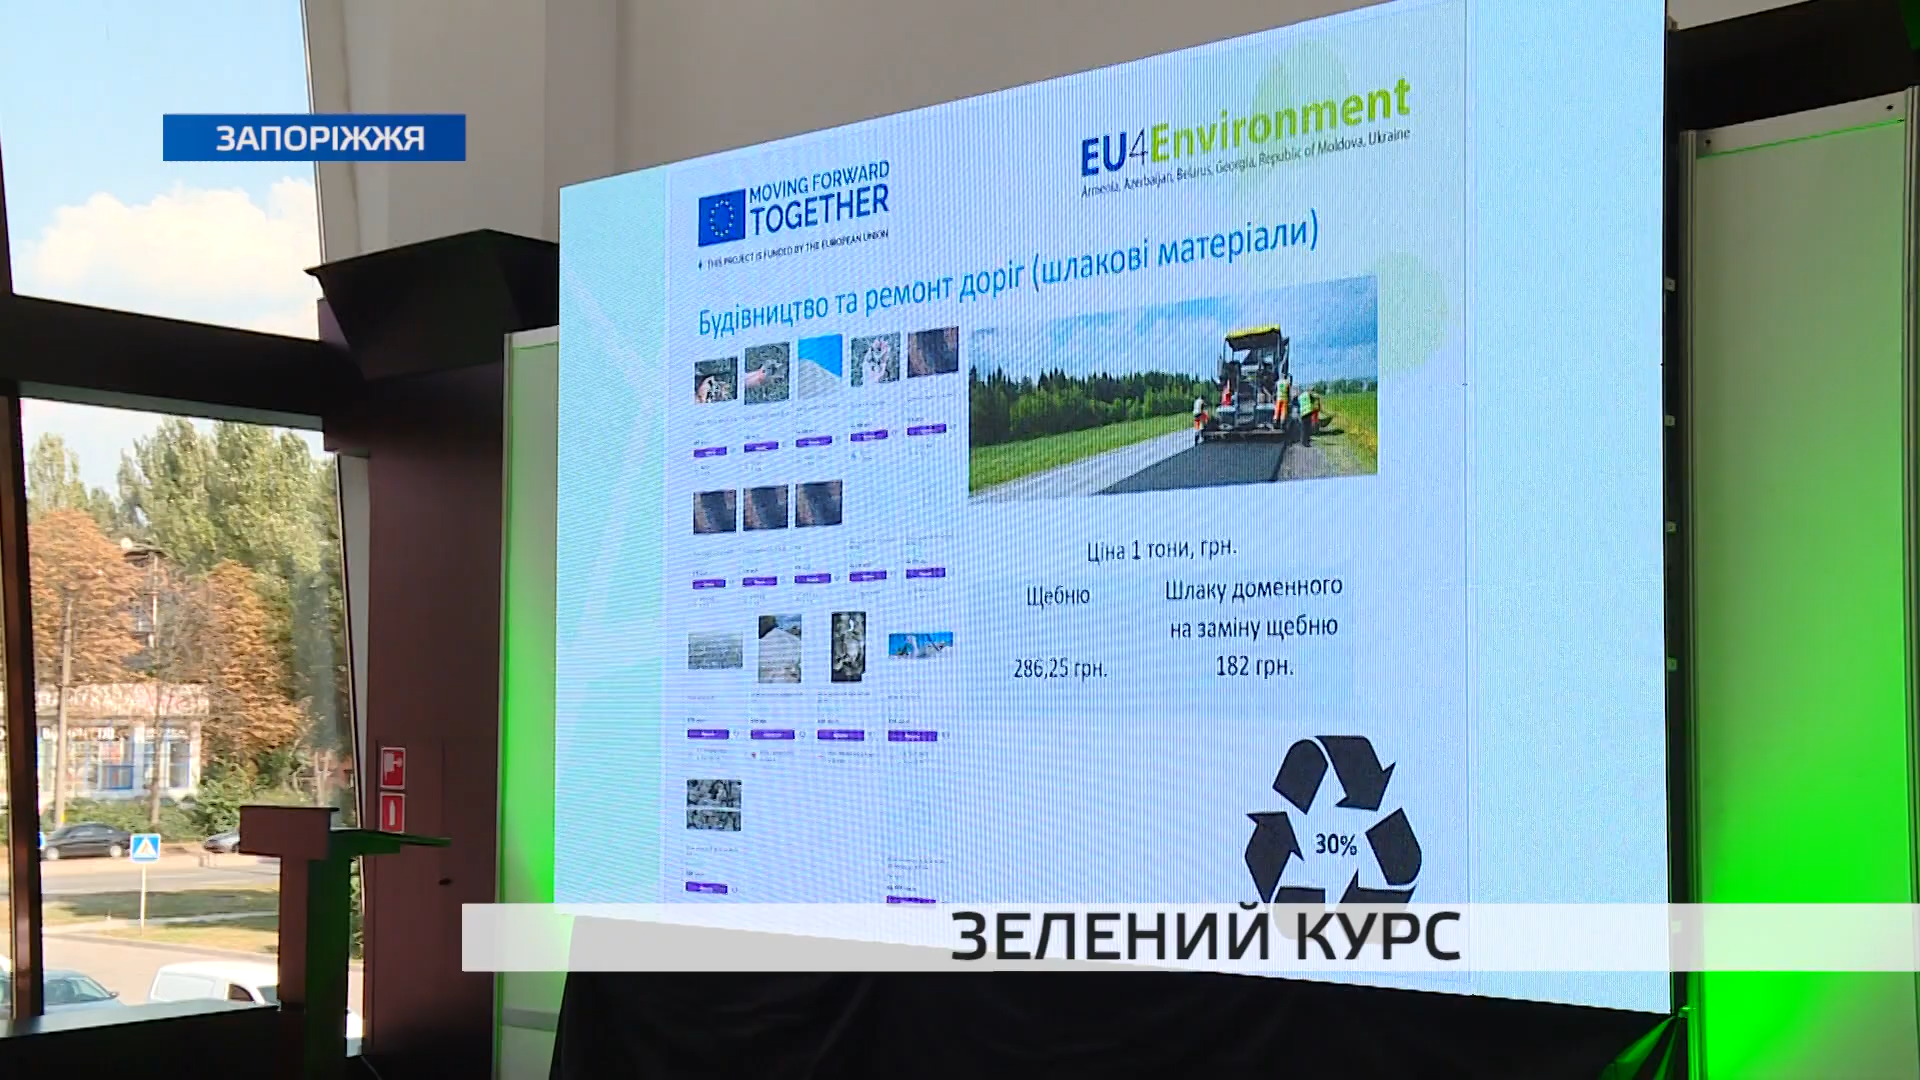 ЗАПОРІЖЖЯ
EU4Environment
Armenia, Azerbaijan, Belarus, Georgia, Republic of Moldova, Ukraine
MOVING FORWARD
TOGETHER
THIS PROJECT IS FUNDED BY THE EUROPEAN UNION
Будівництво та ремонт доріг (шлакові матеріали)
Ціна 1 тони, грн.
Щебню
Шлаку доменного
на заміну щебню
286,25 грн.
182 грн.
30%
ЗЕЛЕНИЙ КУРС